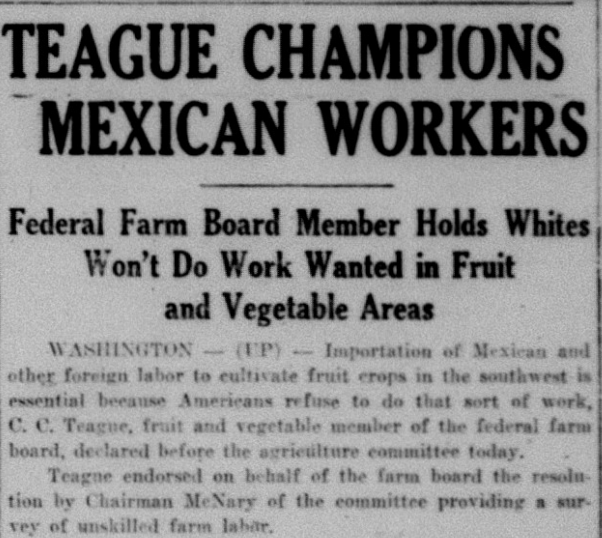 TEAGUE CHAMPIONS
MEXICAN WORKERS
Federal Farm Board Member Holds Whites
Won't Do Work Wanted in Fruit
and Vegetable Areas
WASHINGTON — (UP) — Importation of Mexican and
other foreign labor to cultivate fruit crops in the southwest is
essential because Americans refuse to do that sort of work,
C. C. Teague, fruit and vegetable member of the federal farm
board, declared before the agriculture committee today.
Teague endorsed on behalf of the farm board the resolu-
tion by Chairman McNary of the committee providing a sur-
vey of unskilled farm labor.